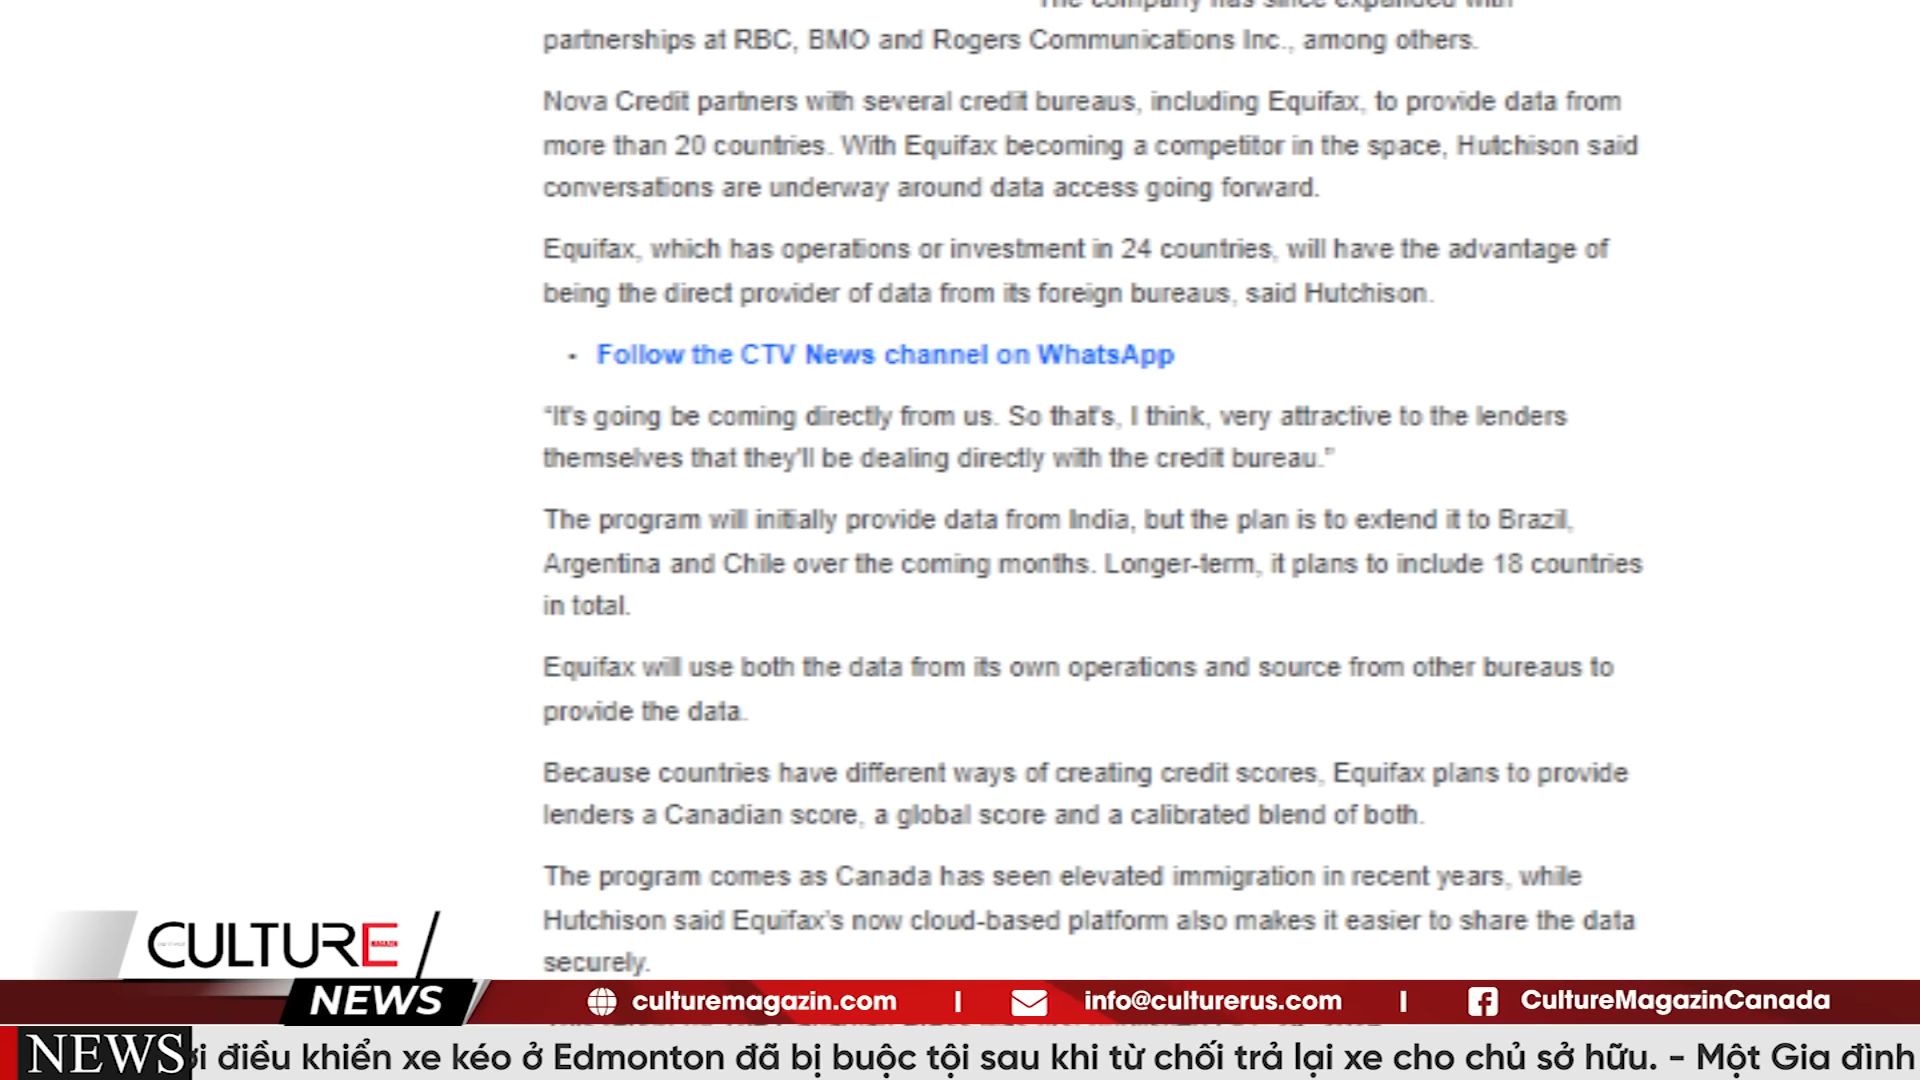 The company has since expanded with
partnerships at RBC, BMO and Rogers Communications Inc., among others.
Nova Credit partners with several credit bureaus, including Equifax, to provide data from
more than 20 countries. With Equifax becoming a competitor in the space, Hutchison said
conversations are underway around data access going forward.
Equifax, which has operations or investment in 24 countries, will have the advantage of
being the direct provider of data from its foreign bureaus, said Hutchison.
• Follow the CTV News channel on WhatsApp
“It's going be coming directly from us. So that's, I think, very attractive to the lenders
themselves that they'll be dealing directly with the credit bureau.”
The program will initially provide data from India, but the plan is to extend it to Brazil,
Argentina and Chile over the coming months. Longer-term, it plans to include 18 countries
in total.
Equifax will use both the data from its own operations and source from other bureaus to
provide the data.
Because countries have different ways of creating credit scores, Equifax plans to provide
lenders a Canadian score, a global score and a calibrated blend of both.
The program comes as Canada has seen elevated immigration in recent years, while
Hutchison said Equifax's now cloud-based platform also makes it easier to share the data
securely.
CULTURE
MAGAZIN
NEWS
culturemagazin.com | info@culturerus.com | CultureMagazinCanada
NEWS
điều khiển xe kéo ở Edmonton đã bị buộc tội sau khi từ chối trả lại xe cho chủ sở hữu. - Một Gia đình